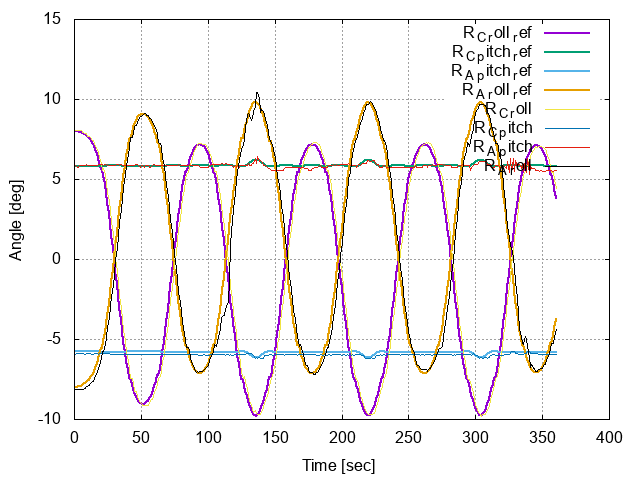 15
10
5
0
-5
-10
Angle [deg]
0 50 100 150 200 250 300 350 400
Time [sec]
R_Croll_ref
R_Cpitch_ref
R_Apitch_ref
R_Aroll_ref
R_Croll
R_Cpitch
R_Apitch
R_Aroll